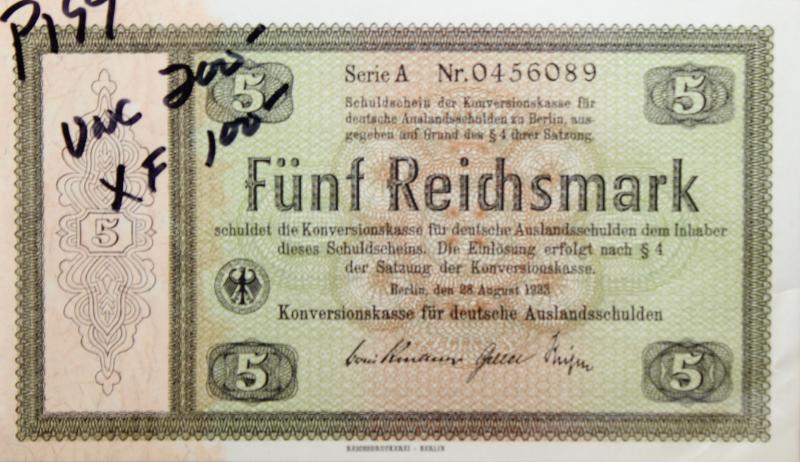 P199
UNC 200-
XF 100-
5
Serie A Nr.0456089
5
Schuldschein der Konversionskasse für
deutsche Auslandsschulden zu Berlin, aus-
gegeben auf Grund des § 4 ihrer Satzung.
Fünf Reichsmark
5
schuldet die Konversionskasse für deutsche Auslandsschulden dem Inhaber
dieses Schuldscheins. Die Einlösung erfolgt nach § 4
der Satzung der Konversionskasse.
Berlin, den 28 August 1933
Konversionskasse für deutsche Auslandsschulden
5
5
REICHSDRUCKEREI - BERLIN